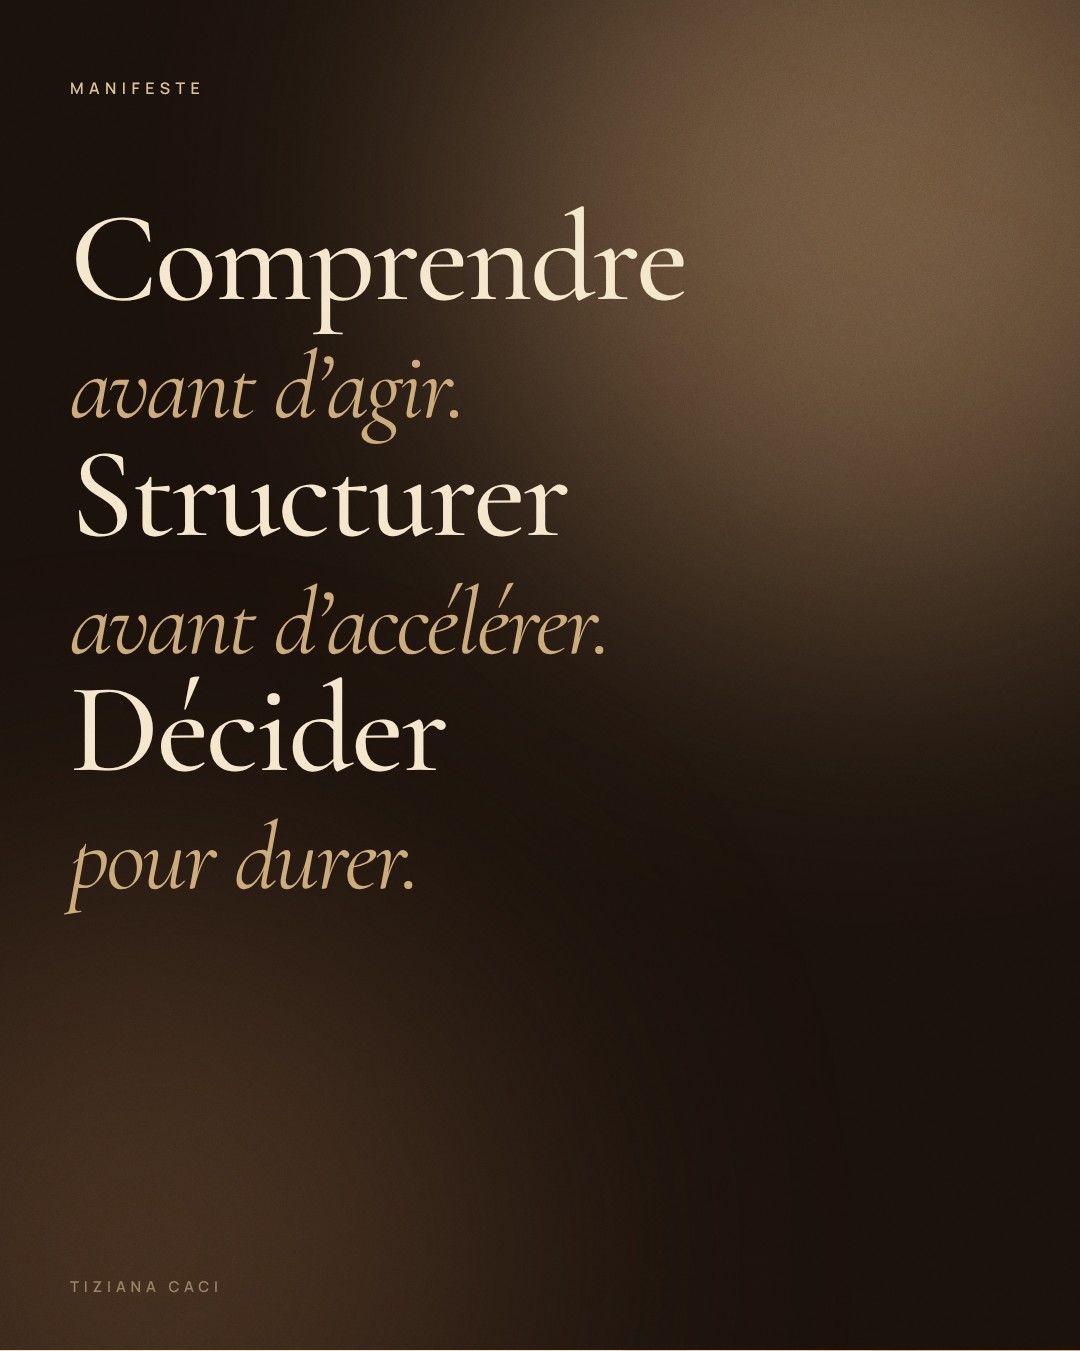 MANIFESTE
Comprendre
avant d’agir.
Structurer
avant d’accélérer.
Décider
pour durer.
TIZIANA CACI